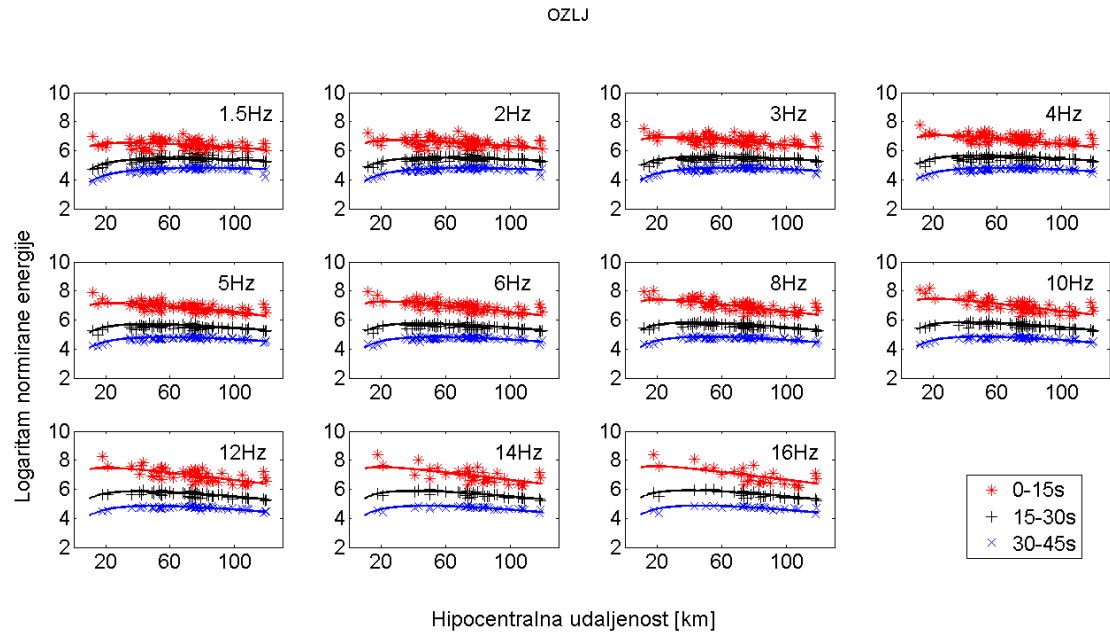 OZLJ
10 10 10 10
1.5Hz 2Hz 3Hz 4Hz
8 8 8 8
6 6 6 6
4 4 4 4
2 2 2 2
20 60 100 20 60 100 20 60 100 20 60 100
10 10 10 10
5Hz 6Hz 8Hz 10Hz
8 8 8 8
6 6 6 6
4 4 4 4
2 2 2 2
20 60 100 20 60 100 20 60 100 20 60 100
10 10 10
12Hz 14Hz 16Hz
8 8 8
6 6 6
4 4 4
2 2 2
20 60 100 20 60 100 20 60 100
Logaritam normirane energije
0-15s
15-30s
30-45s
Hipocentralna udaljenost [km]